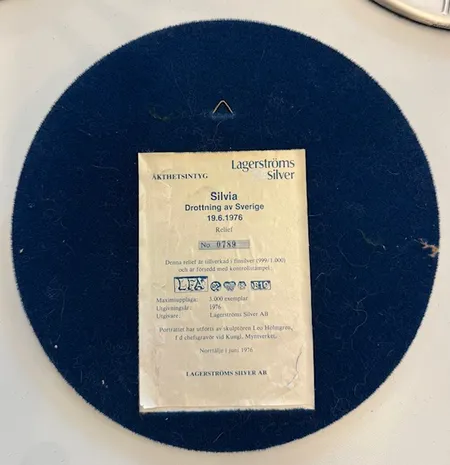 ÄKTHETSINTYG
Lagerströms
Silver
Silvia
Drottning av Sverige
19.6.1976
Relief
No. 0789
Denna relief är tillverkad i finsilver (999/1.000)
och är försedd med kontrollstämpel:
LFA B10
Maximiupplaga: 3.000 exemplar
Utgivningsår: 1976
Utgivare: Lagerströms Silver AB
Porträttet har utförts av skulptören Leo Holmgren,
f d chefsgravör vid Kungl. Myntverket.
Norrtälje i juni 1976
LAGERSTRÖMS SILVER AB